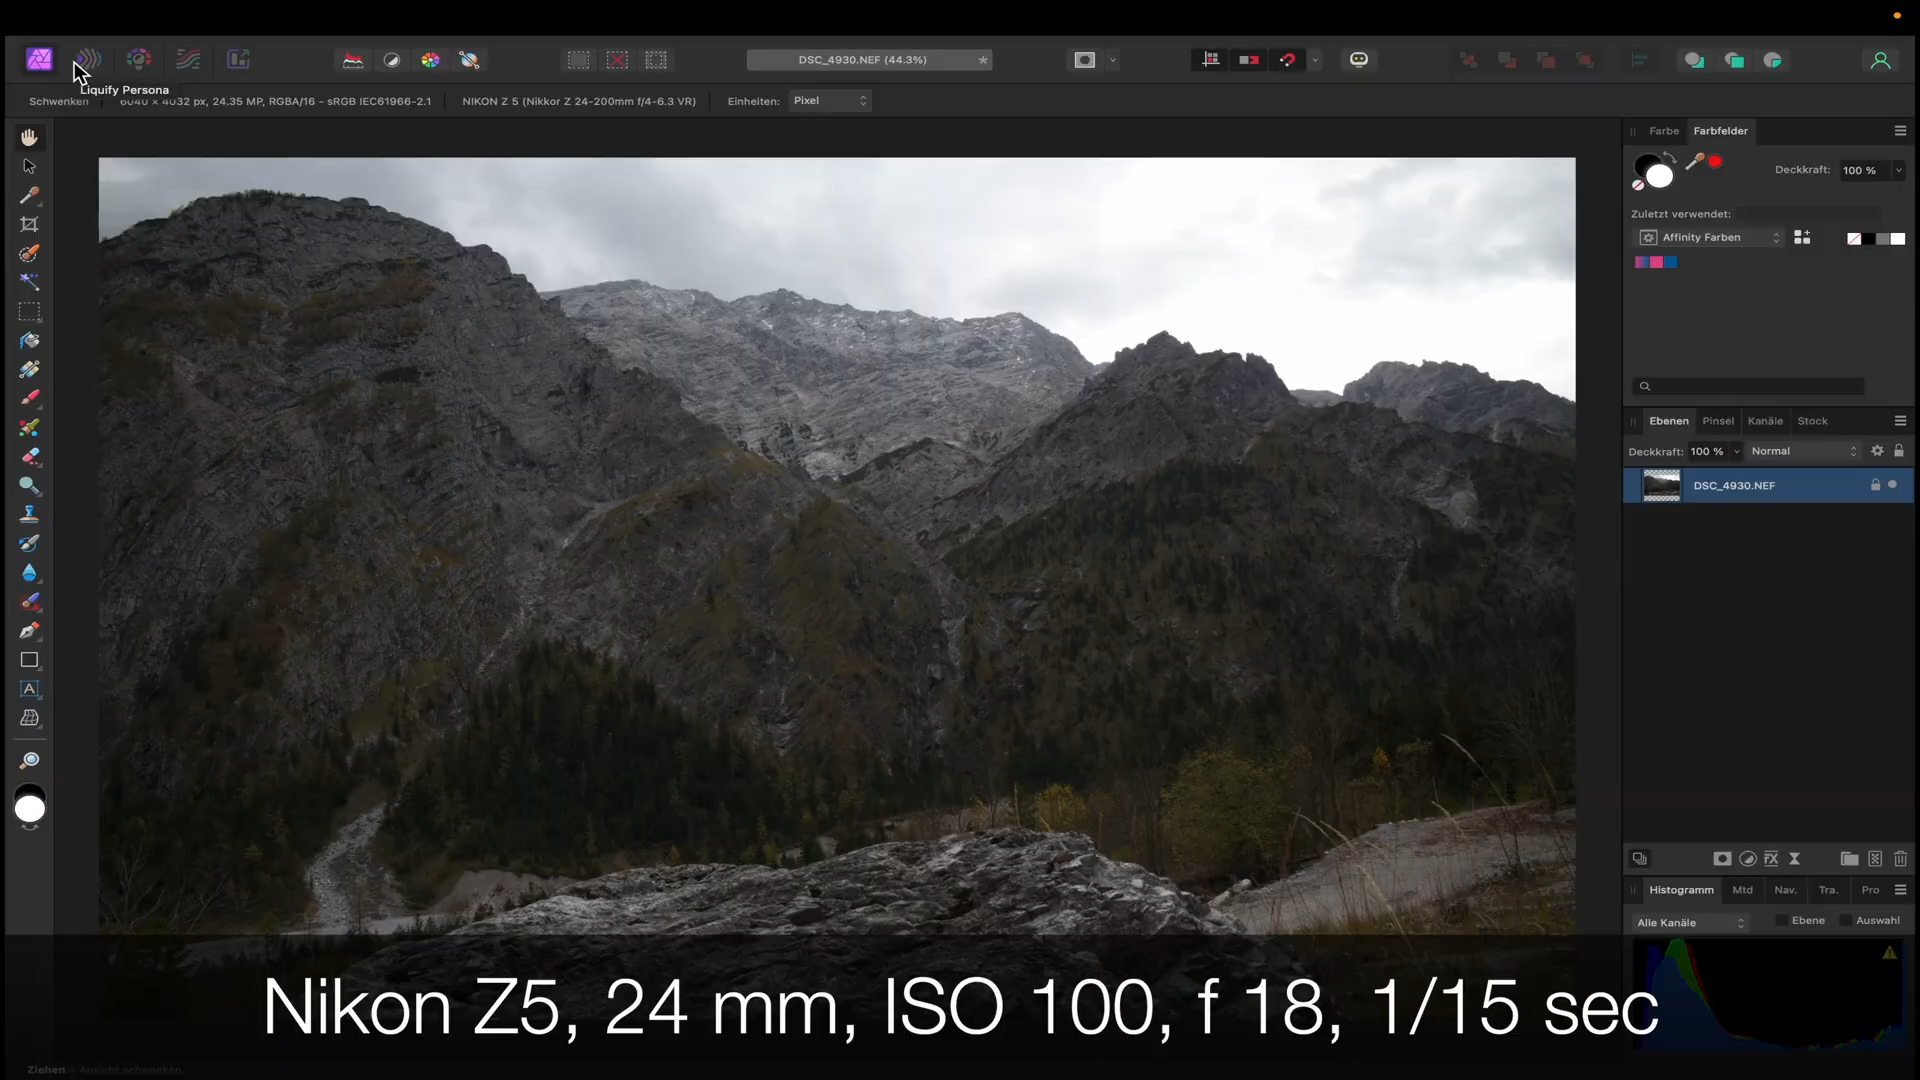 DSC_4930.NEF (44.3%)
*
Liquify Persona
Schwenken
6040 × 4032 px, 24.35 MP, RGBA/16 - sRGB IEC61966-2.1
NIKON Z 5 (Nikkor Z 24-200mm f/4-6.3 VR)
Einheiten:
Pixel
Farbe
Farbfelder
Deckkraft:
100 %
Zuletzt verwendet:
Affinity Farben
Ebenen
Pinsel
Kanäle
Stock
Deckkraft:
100 %
Normal
DSC_4930.NEF
Histogramm
Mtd
Nav.
Tra.
Pro
Alle Kanäle
Ebene
Auswahl
Nikon Z5, 24 mm, ISO 100, f 18, 1/15 sec
Ziehen = Ansicht schwenken.